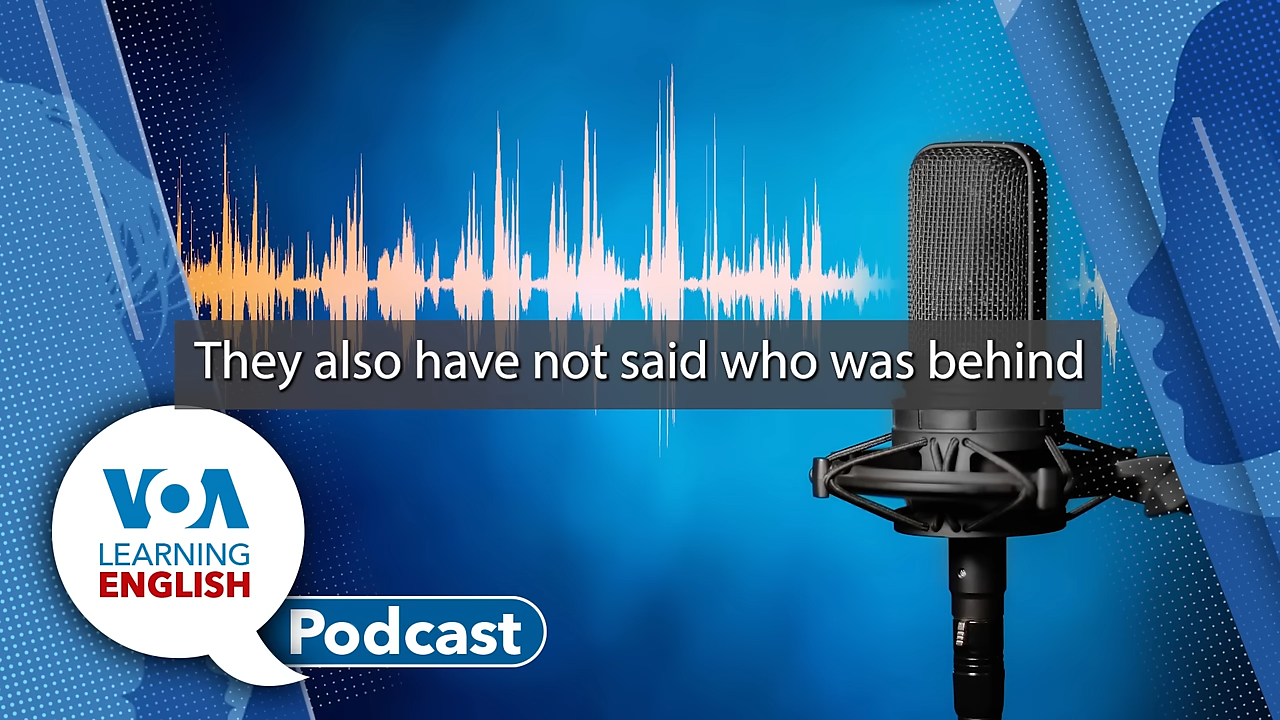 They also have not said who was behind
VOA
LEARNING
ENGLISH
Podcast